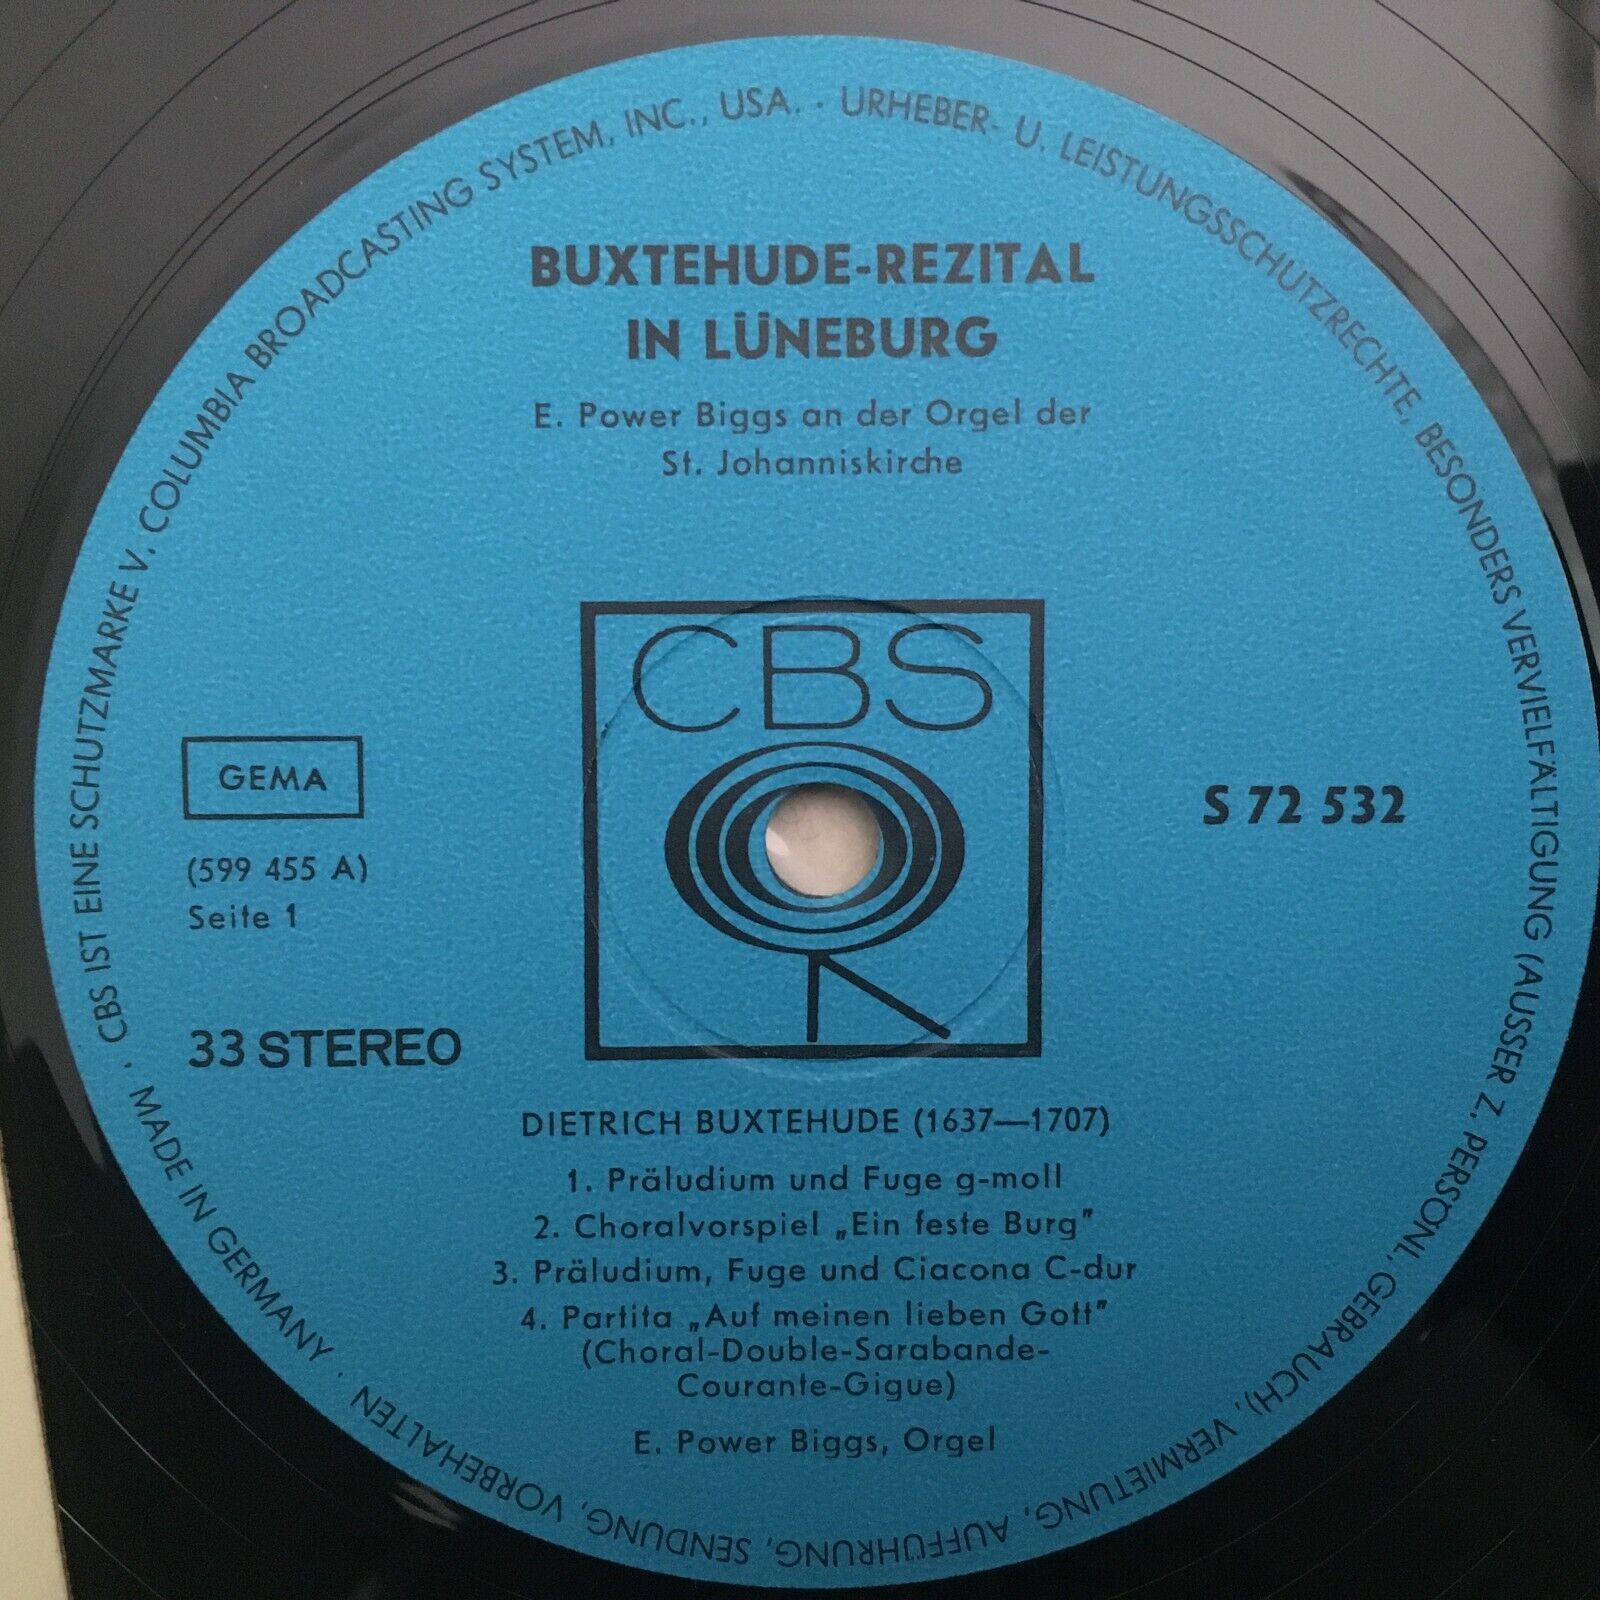 CBS IST EINE SCHUTZMARKE V. COLUMBIA BROADCASTING SYSTEM, INC., USA. · URHEBER- U. LEISTUNGSSCHUTZRECHTE, BESONDERS VERVIELFÄLTIGUNG (AUSSER Z. PERSÖNL. GEBRAUCH), VERMIETUNG, AUFFÜHRUNG, SENDUNG, VORBEHALTEN · MADE IN GERMANY ·
BUXTEHUDE-REZITAL
IN LÜNEBURG
E. Power Biggs an der Orgel der
St. Johanniskirche
CBS
GEMA
(599 455 A)
Seite 1
S 72 532
33 STEREO
DIETRICH BUXTEHUDE (1637—1707)
1. Präludium und Fuge g-moll
2. Choralvorspiel „Ein feste Burg"
3. Präludium, Fuge und Ciacona C-dur
4. Partita „Auf meinen lieben Gott"
(Choral-Double-Sarabande-
Courante-Gigue)
E. Power Biggs, Orgel